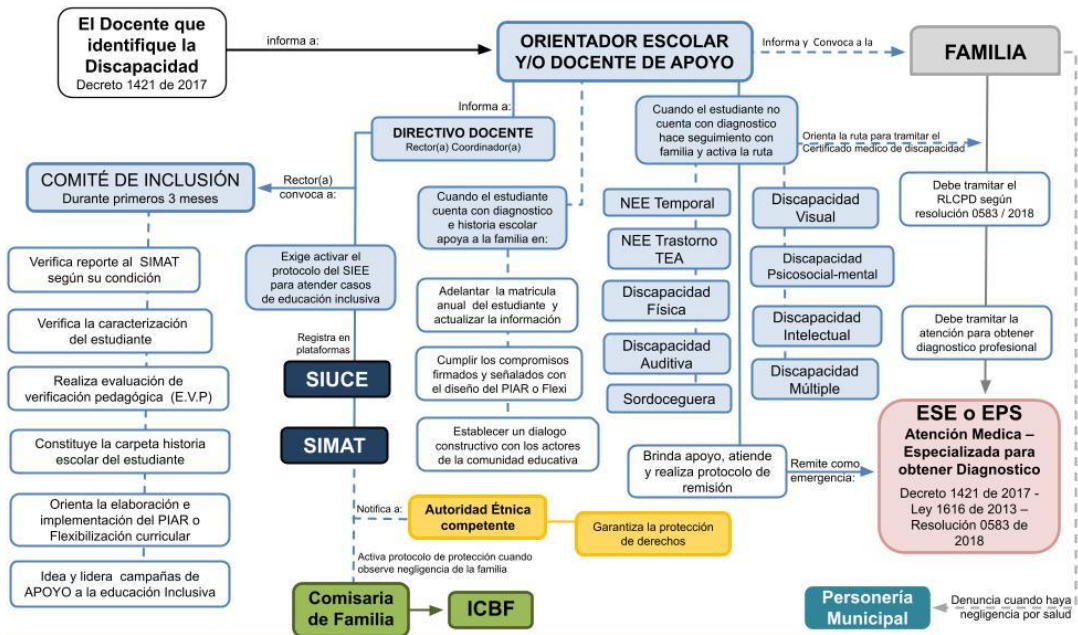 El Docente que
identifique la
Discapacidad
Decreto 1421 de 2017
informa a:
ORIENTADOR ESCOLAR
Y/O DOCENTE DE APOYO
Informa y Convoca a la
FAMILIA
Informa a:
DIRECTIVO DOCENTE
Rector(a) Coordinador(a)
Cuando el estudiante no
cuenta con diagnostico
hace seguimiento con
familia y activa la ruta
Orienta la ruta para tramitar el
Certificado medico de discapacidad
COMITÉ DE INCLUSIÓN
Durante primeros 3 meses
Rector(a)
convoca a:
Verifica reporte al SIMAT
según su condición
Verifica la caracterización
del estudiante
Realiza evaluación de
verificación pedagógica (E.V.P)
Constituye la carpeta historia
escolar del estudiante
Orienta la elaboración e
implementación del PIAR o
Flexibilización curricular
Idea y lidera campañas de
APOYO a la educación Inclusiva
Exige activar el
protocolo del SIEE
para atender casos
de educación inclusiva
Registra en
plataformas
SIUCE
SIMAT
Notifica a:
Autoridad Étnica
competente
Garantiza la protección
de derechos
Activa protocolo de protección cuando
observe negligencia de la familia
Comisaria
de Familia
ICBF
Cuando el estudiante
cuenta con diagnostico
e historia escolar
apoya a la familia en:
Adelantar la matricula
anual del estudiante y
actualizar la información
Cumplir los compromisos
firmados y señalados con
el diseño del PIAR o Flexi
Establecer un dialogo
constructivo con los actores
de la comunidad educativa
NEE Temporal
NEE Trastorno
TEA
Discapacidad
Física
Discapacidad
Auditiva
Sordoceguera
Discapacidad
Visual
Discapacidad
Psicosocial-mental
Discapacidad
Intelectual
Discapacidad
Múltiple
Brinda apoyo, atiende
y realiza protocolo de
remisión
Remite como
emergencia:
Debe tramitar el
RLCPD según
resolución 0583 / 2018
Debe tramitar la
atención para obtener
diagnostico profesional
ESE o EPS
Atención Medica –
Especializada para
obtener Diagnostico
Decreto 1421 de 2017 -
Ley 1616 de 2013 –
Resolución 0583 de
2018
Personería
Municipal
Denuncia cuando haya
negligencia por salud